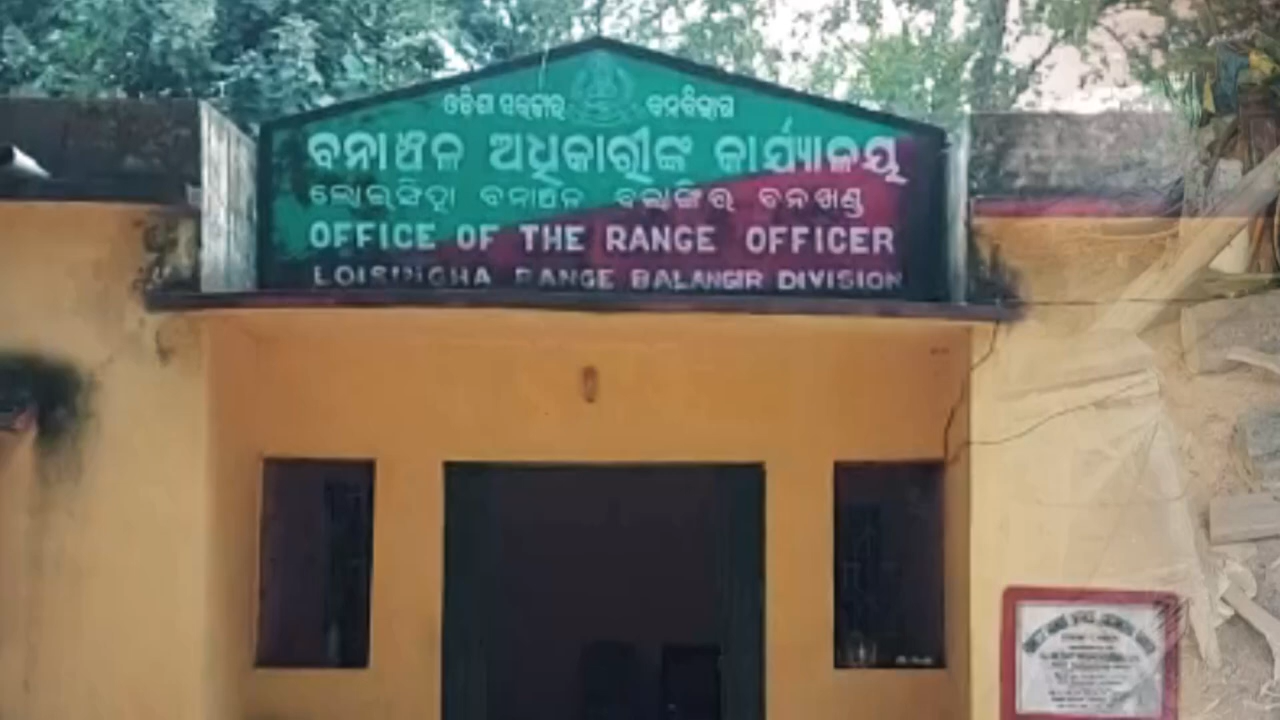 ଓଡିଶା ସରକାର ବନବିଭାଗ
ବନାଞ୍ଚଳ ଅଧିକାରୀଙ୍କ କାର୍ଯ୍ୟାଳୟ
ଲୋଇସିଂହା ବନାଞ୍ଚଳ ବଲାଙ୍ଗିର ବନଖଣ୍ଡ
OFFICE OF THE RANGE OFFICER
LOISINGHA RANGE BALANGIR DIVISION